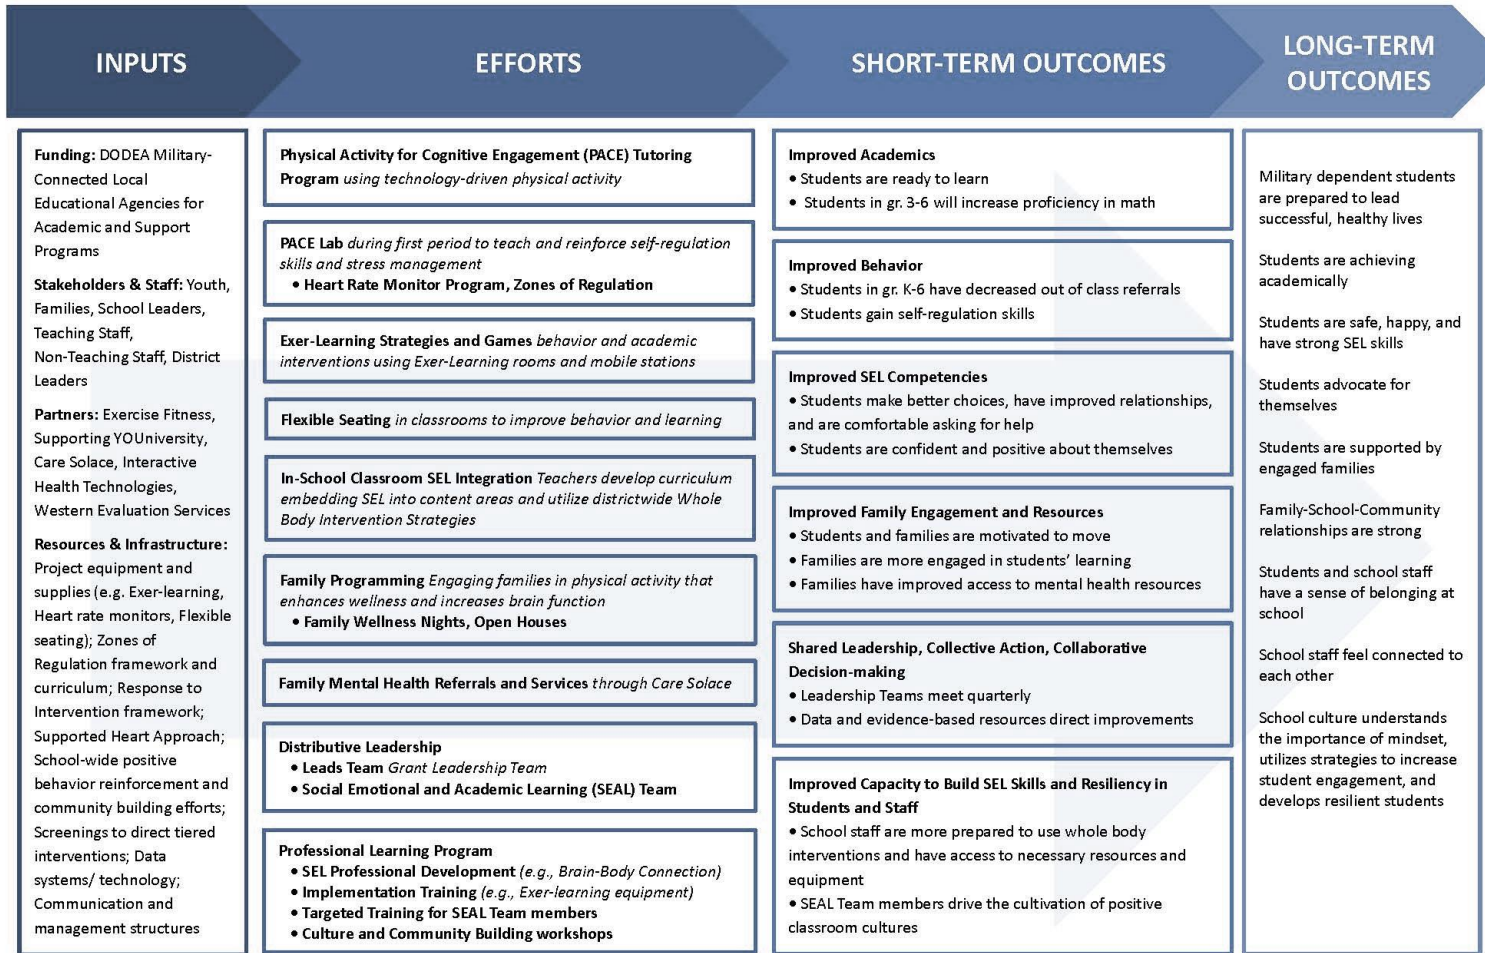 INPUTS
EFFORTS
SHORT-TERM OUTCOMES
LONG-TERM
OUTCOMES
Funding: DODEA Military-
Connected Local
Educational Agencies for
Academic and Support
Programs
Stakeholders & Staff: Youth,
Families, School Leaders,
Teaching Staff,
Non-Teaching Staff, District
Leaders
Partners: Exercise Fitness,
Supporting YOUniversity,
Care Solace, Interactive
Health Technologies,
Western Evaluation Services
Resources & Infrastructure:
Project equipment and
supplies (e.g. Exer-learning,
Heart rate monitors, Flexible
seating); Zones of
Regulation framework and
curriculum; Response to
Intervention framework;
Supported Heart Approach;
School-wide positive
behavior reinforcement and
community building efforts;
Screenings to direct tiered
interventions; Data
systems/ technology;
Communication and
management structures
Physical Activity for Cognitive Engagement (PACE) Tutoring
Program using technology-driven physical activity
PACE Lab during first period to teach and reinforce self-regulation
skills and stress management
• Heart Rate Monitor Program, Zones of Regulation
Exer-Learning Strategies and Games behavior and academic
interventions using Exer-Learning rooms and mobile stations
Flexible Seating in classrooms to improve behavior and learning
In-School Classroom SEL Integration Teachers develop curriculum
embedding SEL into content areas and utilize districtwide Whole
Body Intervention Strategies
Family Programming Engaging families in physical activity that
enhances wellness and increases brain function
• Family Wellness Nights, Open Houses
Family Mental Health Referrals and Services through Care Solace
Distributive Leadership
• Leads Team Grant Leadership Team
• Social Emotional and Academic Learning (SEAL) Team
Professional Learning Program
• SEL Professional Development (e.g., Brain-Body Connection)
• Implementation Training (e.g., Exer-learning equipment)
• Targeted Training for SEAL Team members
• Culture and Community Building workshops
Improved Academics
• Students are ready to learn
• Students in gr. 3-6 will increase proficiency in math
Improved Behavior
• Students in gr. K-6 have decreased out of class referrals
• Students gain self-regulation skills
Improved SEL Competencies
• Students make better choices, have improved relationships,
and are comfortable asking for help
• Students are confident and positive about themselves
Improved Family Engagement and Resources
• Students and families are motivated to move
• Families are more engaged in students' learning
• Families have improved access to mental health resources
Shared Leadership, Collective Action, Collaborative
Decision-making
• Leadership Teams meet quarterly
• Data and evidence-based resources direct improvements
Improved Capacity to Build SEL Skills and Resiliency in
Students and Staff
• School staff are more prepared to use whole body
interventions and have access to necessary resources and
equipment
• SEAL Team members drive the cultivation of positive
classroom cultures
Military dependent students
are prepared to lead
successful, healthy lives
Students are achieving
academically
Students are safe, happy, and
have strong SEL skills
Students advocate for
themselves
Students are supported by
engaged families
Family-School-Community
relationships are strong
Students and school staff
have a sense of belonging at
school
School staff feel connected to
each other
School culture understands
the importance of mindset,
utilizes strategies to increase
student engagement, and
develops resilient students